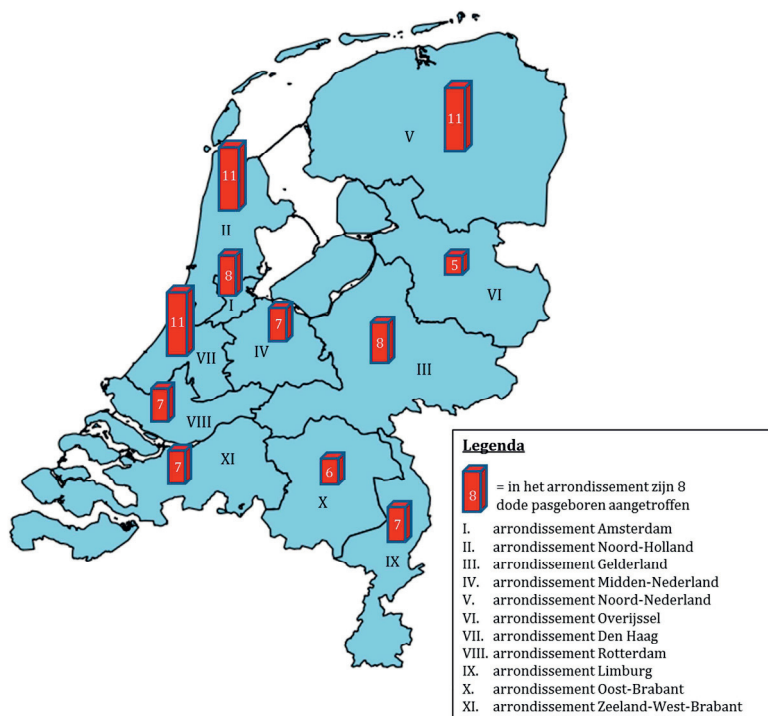 11
V
11
II
8
I
5
VI
11
VII
7
IV
8
III
7
VIII
7
XI
6
X
7
IX
Legenda
8
= in het arrondissement zijn 8
dode pasgeboren aangetroffen
I. arrondissement Amsterdam
II. arrondissement Noord-Holland
III. arrondissement Gelderland
IV. arrondissement Midden-Nederland
V. arrondissement Noord-Nederland
VI. arrondissement Overijssel
VII. arrondissement Den Haag
VIII. arrondissement Rotterdam
IX. arrondissement Limburg
X. arrondissement Oost-Brabant
XI. arrondissement Zeeland-West-Brabant